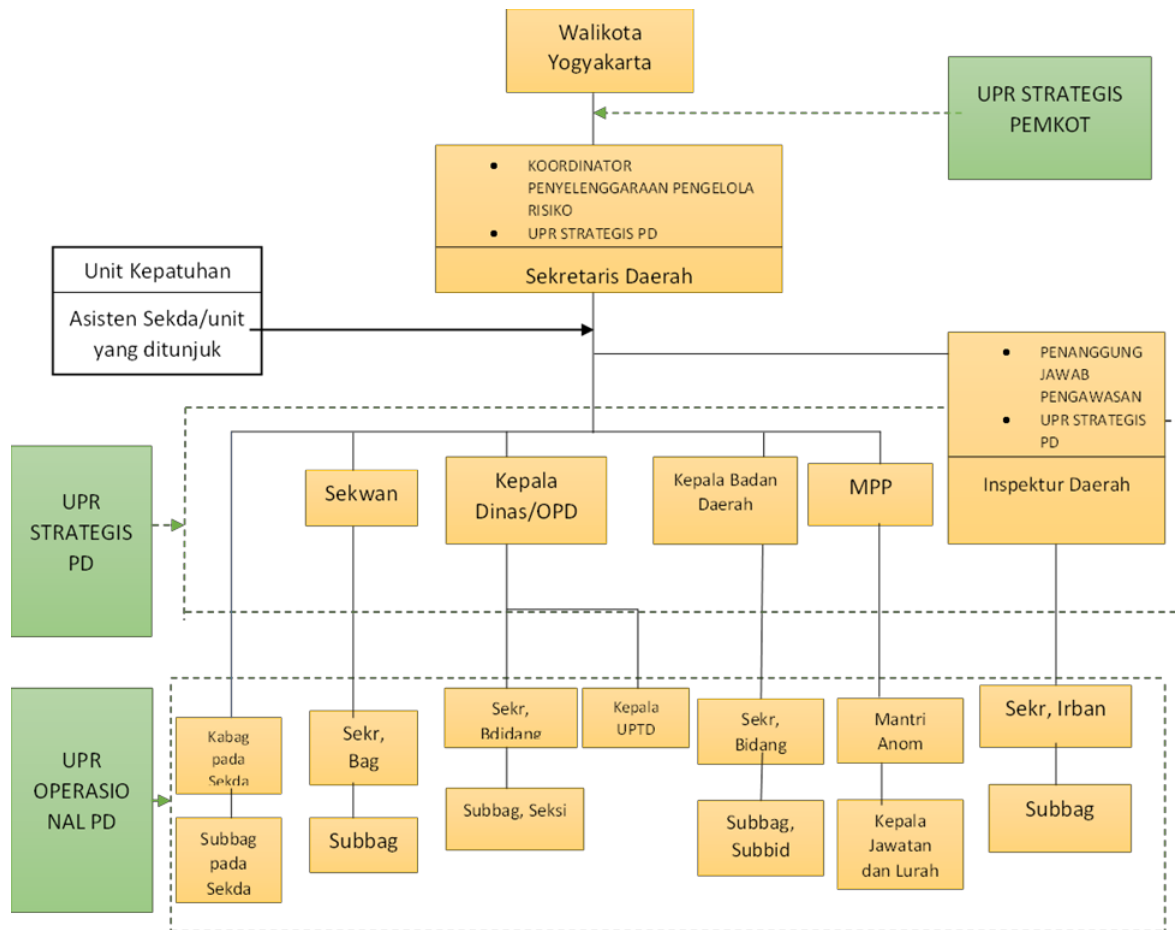 Walikota
Yogyakarta
UPR STRATEGIS
PEMKOT
• KOORDINATOR
PENYELENGGARAAN PENGELOLA
RISIKO
• UPR STRATEGIS PD
Sekretaris Daerah
Unit Kepatuhan
Asisten Sekda/unit
yang ditunjuk
• PENANGGUNG
JAWAB
PENGAWASAN
• UPR STRATEGIS
PD
Inspektur Daerah
UPR
STRATEGIS
PD
Sekwan
Kepala
Dinas/OPD
Kepala Badan
Daerah
MPP
UPR
OPERASIO
NAL PD
Kabag
pada
Sekda
Subbag
pada
Sekda
Sekr,
Bag
Subbag
Sekr,
Bdidang
Subbag, Seksi
Kepala
UPTD
Sekr,
Bidang
Subbag,
Subbid
Mantri
Anom
Kepala
Jawatan
dan Lurah
Sekr, Irban
Subbag